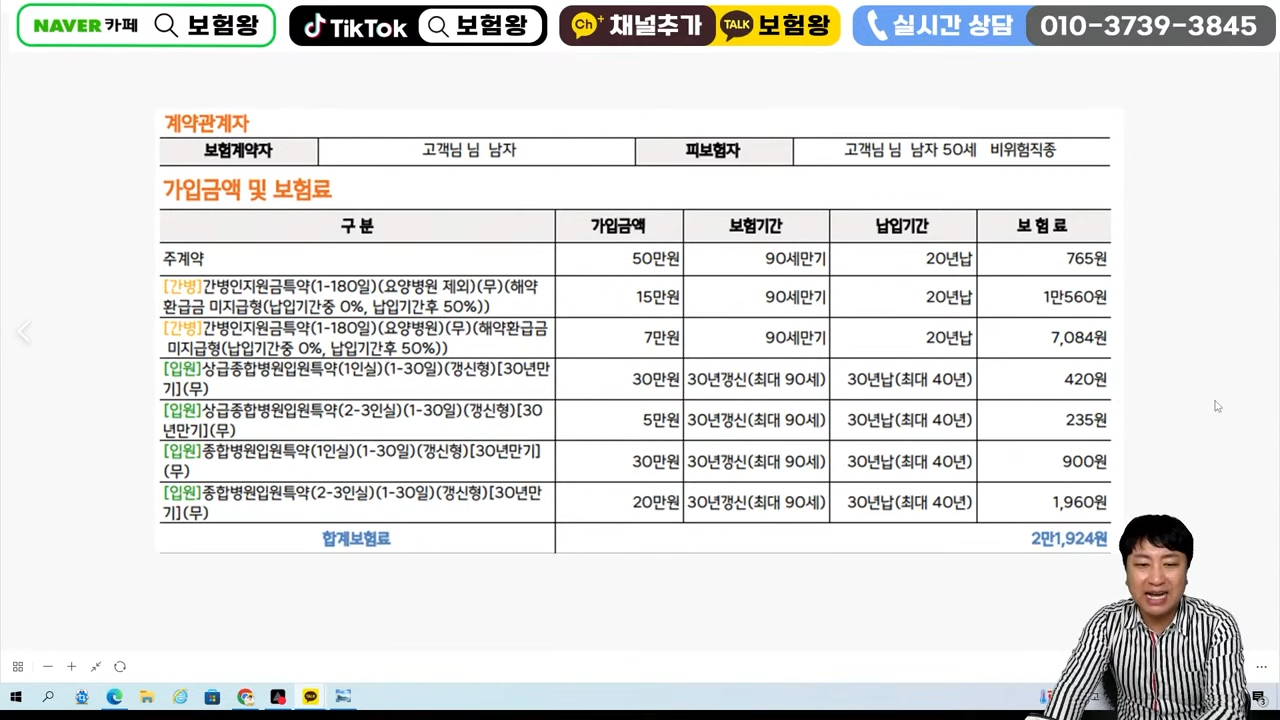 NAVER 카페 보험왕 TikTok 보험왕 Ch+ 채널추가 TALK 보험왕 실시간 상담 010-3739-3845
계약관계자
보험계약자 고객님 님 남자 피보험자 고객님 님 남자 50세 비위험직종
가입금액 및 보험료
구 분 가입금액 보험기간 납입기간 보 험 료
주계약 50만원 90세만기 20년납 765원
[간병]간병인지원금특약(1-180일)(요양병원 제외)(무)(해약
환급금 미지급형(납입기간중 0%, 납입기간후 50%)) 15만원 90세만기 20년납 1만560원
[간병]간병인지원금특약(1-180일)(요양병원)(무)(해약환급금
미지급형(납입기간중 0%, 납입기간후 50%)) 7만원 90세만기 20년납 7,084원
[입원]상급종합병원입원특약(1인실)(1-30일)(갱신형)[30년만
기](무) 30만원 30년갱신(최대 90세) 30년납(최대 40년) 420원
[입원]상급종합병원입원특약(2-3인실)(1-30일)(갱신형)[30
년만기](무) 5만원 30년갱신(최대 90세) 30년납(최대 40년) 235원
[입원]종합병원입원특약(1인실)(1-30일)(갱신형)[30년만기]
(무) 30만원 30년갱신(최대 90세) 30년납(최대 40년) 900원
[입원]종합병원입원특약(2-3인실)(1-30일)(갱신형)[30년만
기](무) 20만원 30년갱신(최대 90세) 30년납(최대 40년) 1,960원
합계보험료 2만1,924원